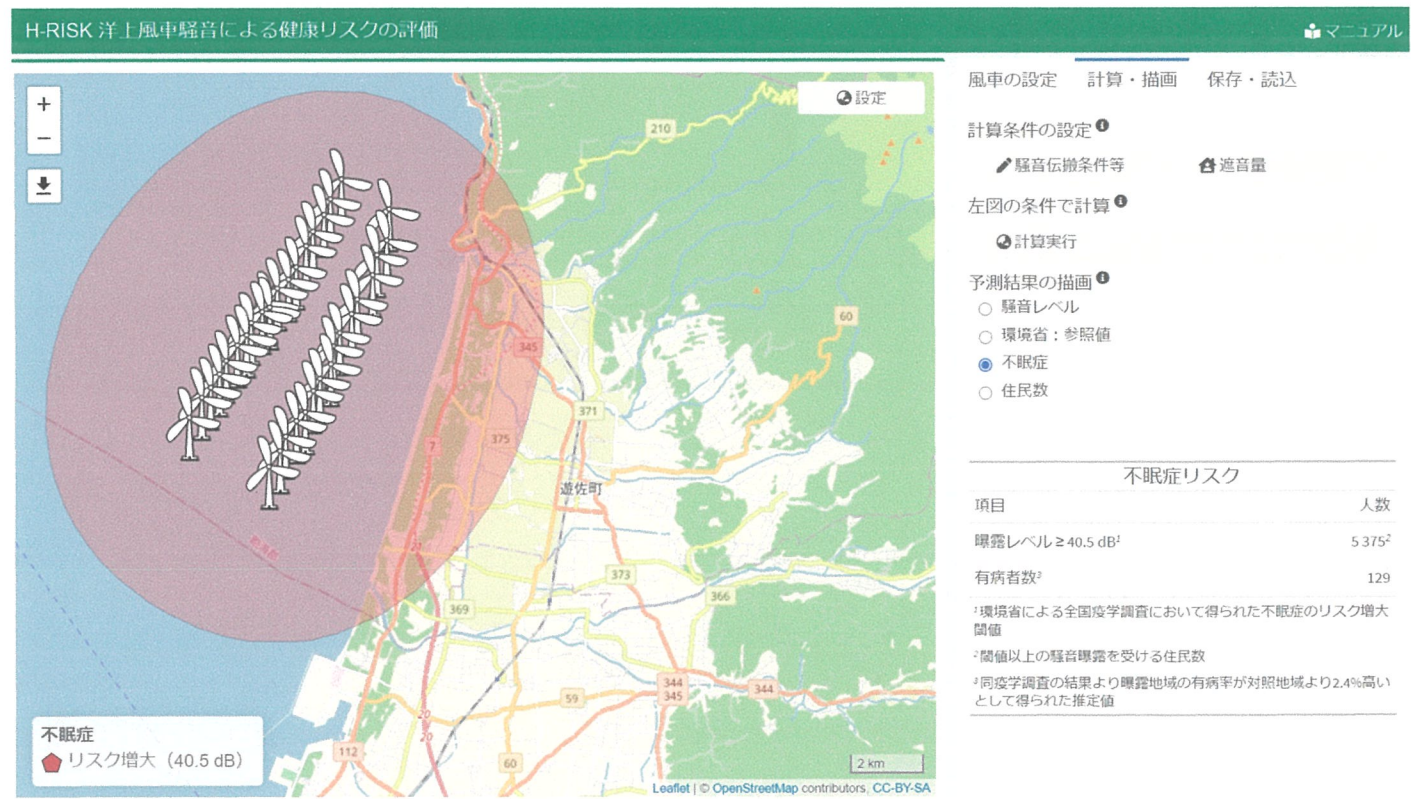 H-RISK 洋上風車騒音による健康リスクの評価
マニュアル
+
−
設定
210
60
345
371
7
375
遊佐町
373
366
369
344
345
344
59
20
20
112
60
不眠症
リスク増大（40.5 dB）
2 km
Leaflet | © OpenStreetMap contributors, CC-BY-SA
風車の設定 計算・描画 保存・読込
計算条件の設定
騒音伝搬条件等 遮音量
左図の条件で計算
計算実行
予測結果の描画
騒音レベル
環境省：参照値
不眠症
住民数
不眠症リスク
項目 人数
曝露レベル≥40.5 dB¹ 5 375²
有病者数³ 129
¹環境省による全国疫学調査において得られた不眠症のリスク増大
閾値
²閾値以上の騒音曝露を受ける住民数
³同疫学調査の結果より曝露地域の有病率が対照地域より2.4%高い
として得られた推定値